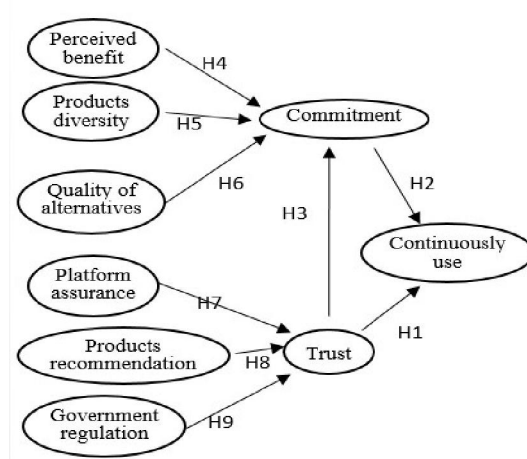 Perceived
benefit
H4
Products
diversity
H5
Commitment
Quality of
alternatives
H6
H3
H2
Continuously
use
Platform
assurance
H7
Products
recommendation
H8
Trust
H1
Government
regulation
H9